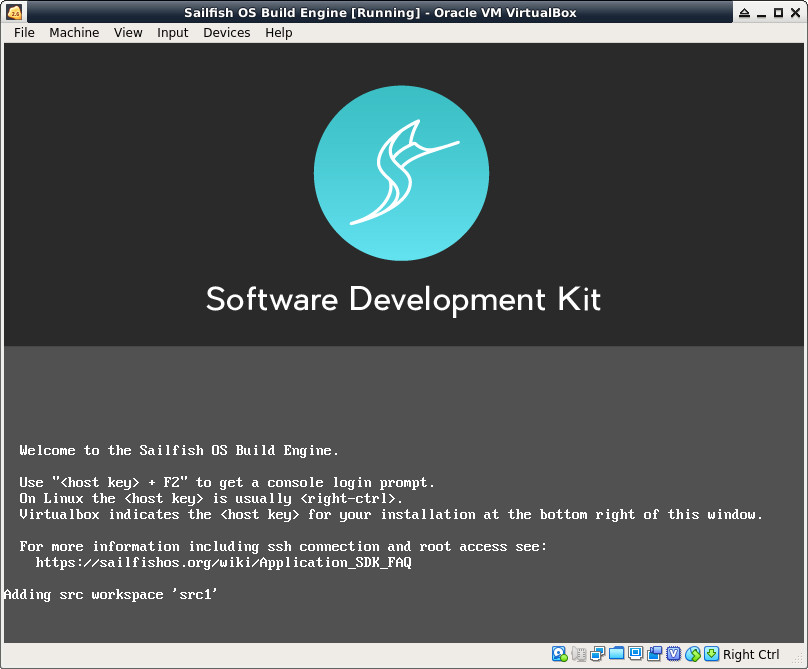 Sailfish OS Build Engine [Running] - Oracle VM VirtualBox
File Machine View Input Devices Help
Software Development Kit
Welcome to the Sailfish OS Build Engine.
Use "<host key> + F2" to get a console login prompt.
On Linux the <host key> is usually <right-ctrl>.
Virtualbox indicates the <host key> for your installation at the bottom right of this window.
For more information including ssh connection and root access see:
https://sailfishos.org/wiki/Application_SDK_FAQ
Adding src workspace 'src1'
Right Ctrl